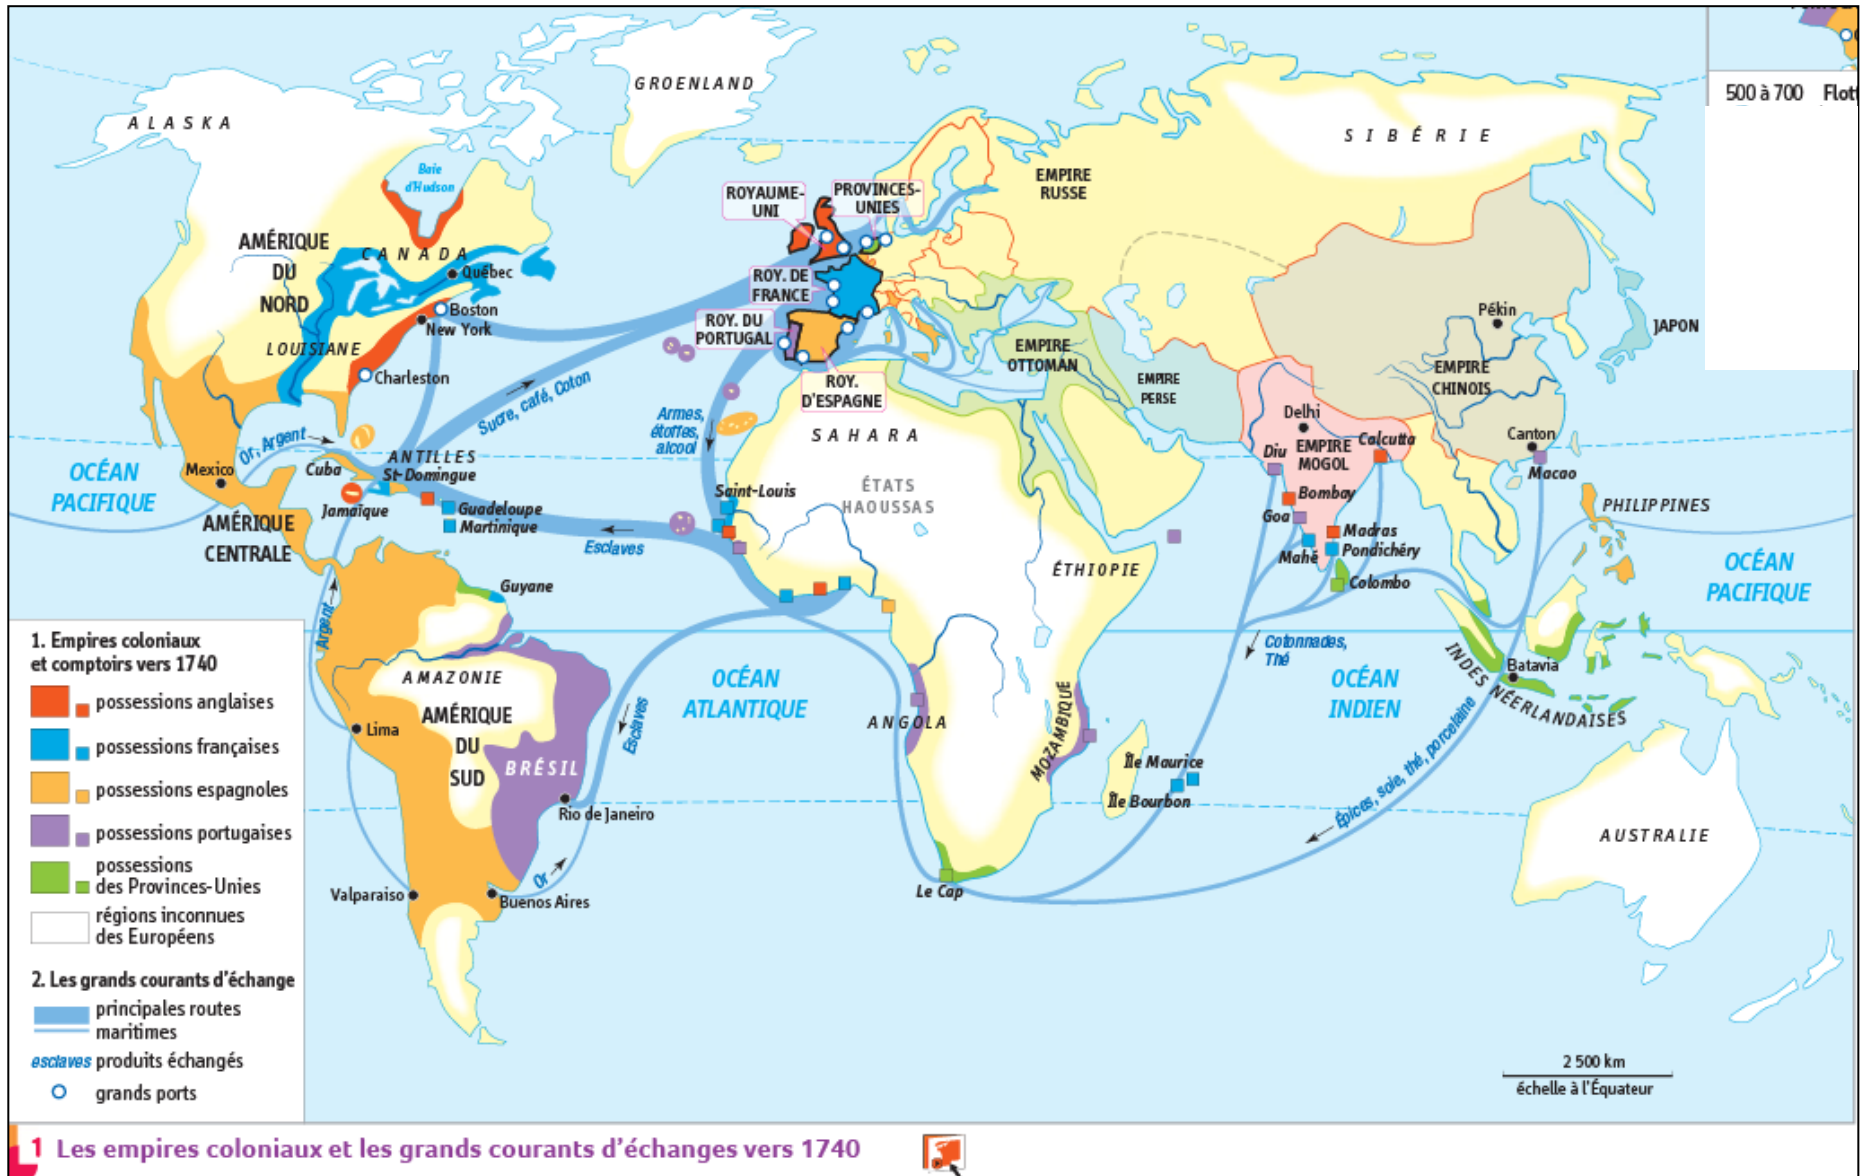 500 à 700 Flott
GROENLAND
ALASKA
SIBÉRIE
Baie
d'Hudson
ROYAUME-
UNI
PROVINCES-
UNIES
EMPIRE
RUSSE
AMÉRIQUE
DU
NORD
CANADA
Québec
ROY. DE
FRANCE
Boston
New York
ROY. DU
PORTUGAL
LOUISIANE
Pékin
JAPON
EMPIRE
OTTOMAN
EMPIRE
PERSE
EMPIRE
CHINOIS
Charleston
ROY.
D'ESPAGNE
Sucre, café, Coton
Armes,
étoffes,
alcool
SAHARA
Delhi
EMPIRE
MOGOL
Calcutta
Canton
Macao
Diu
Or, Argent
OCÉAN
PACIFIQUE
Mexico
Cuba
ANTILLES
St-Domingue
Jamaïque
Guadeloupe
Martinique
Saint-Louis
ÉTATS
HAOUSSAS
Bombay
Goa
Madras
Mahé
Pondichéry
PHILIPPINES
AMÉRIQUE
CENTRALE
Esclaves
ÉTHIOPIE
Colombo
OCÉAN
PACIFIQUE
Guyane
Argent
Cotonnades,
Thé
Batavia
INDES NÉERLANDAISES
AMAZONIE
OCÉAN
ATLANTIQUE
OCÉAN
INDIEN
AMÉRIQUE
DU
SUD
Lima
Esclaves
ANGOLA
MOZAMBIQUE
BRÉSIL
Île Maurice
Île Bourbon
Épices, soie, thé, porcelaine
Rio de Janeiro
AUSTRALIE
Valparaiso
Or
Buenos Aires
Le Cap
1. Empires coloniaux
et comptoirs vers 1740
possessions anglaises
possessions françaises
possessions espagnoles
possessions portugaises
possessions
des Provinces-Unies
régions inconnues
des Européens
2. Les grands courants d'échange
principales routes
maritimes
esclaves produits échangés
grands ports
2 500 km
échelle à l'Équateur
1 Les empires coloniaux et les grands courants d'échanges vers 1740